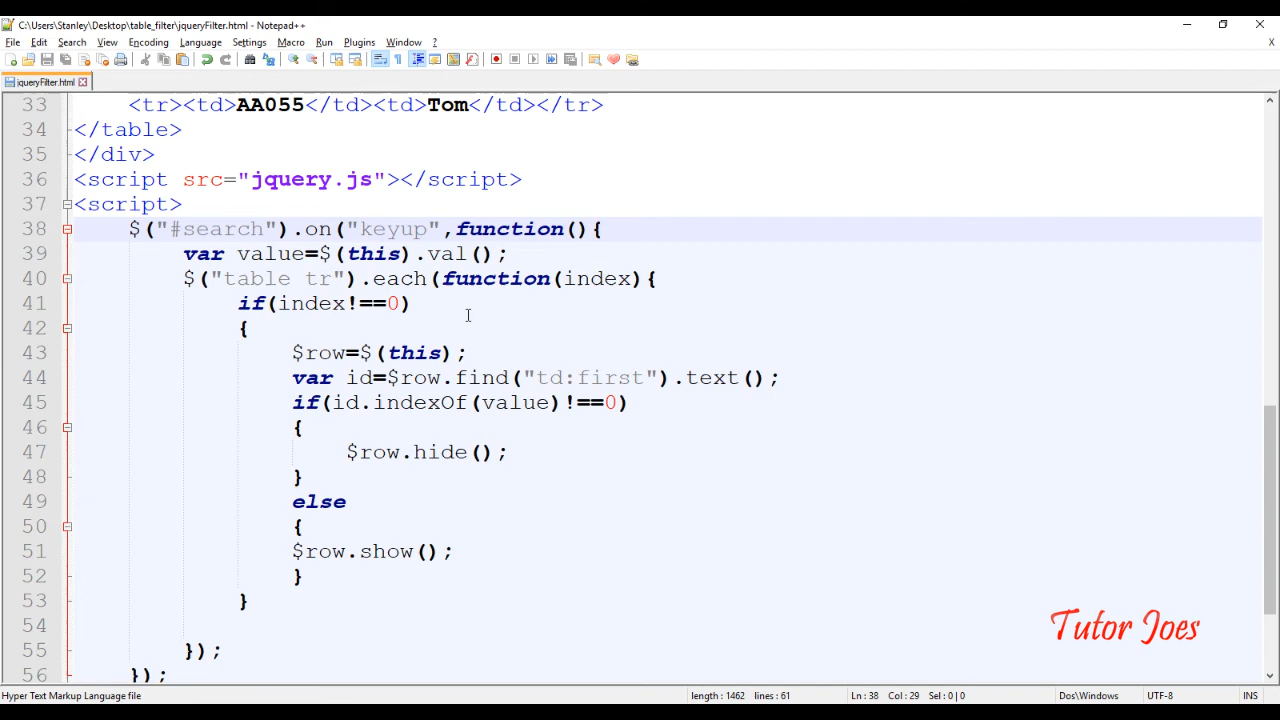 C:\Users\Stanley\Desktop\table_filter\jqueryFilter.html - Notepad++
File Edit Search View Encoding Language Settings Macro Run Plugins Window ? X
jqueryFilter.html
33 <tr><td>AA055</td><td>Tom</td></tr>
34 </table>
35 </div>
36 <script src="jquery.js"></script>
37 <script>
38 $("#search").on("keyup",function(){
39 var value=$(this).val();
40 $("table tr").each(function(index){
41 if(index!==0)
42 {
43 $row=$(this);
44 var id=$row.find("td:first").text();
45 if(id.indexOf(value)!==0)
46 {
47 $row.hide();
48 }
49 else
50 {
51 $row.show();
52 }
53 }
54
55 });
56 });
Tutor Joes
Hyper Text Markup Language file length : 1462 lines : 61 Ln : 38 Col : 29 Sel : 0 | 0 Dos\Windows UTF-8 INS